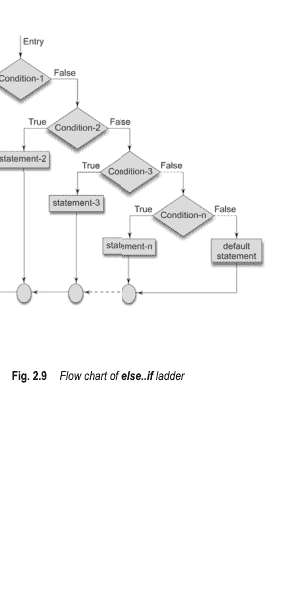 Entry
Condition-1
False
Condition-2
True
False
statement-2
Condition-3
True
False
statement-3
Condition-n
True
False
statement-n
default
statement
Fig. 2.9 Flow chart of else..if ladder